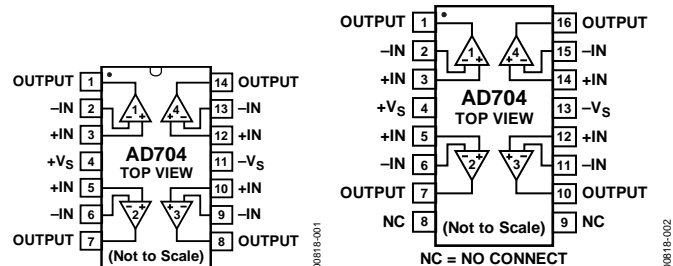 OUTPUT 1 14 OUTPUT
–IN 2 1 4 13 –IN
+IN 3 12 +IN
+VS 4 AD704 11 –VS
TOP VIEW
+IN 5 10 +IN
–IN 6 2 3 9 –IN
OUTPUT 7 8 OUTPUT
(Not to Scale)
00818-001
OUTPUT 1 16 OUTPUT
–IN 2 1 4 15 –IN
+IN 3 14 +IN
+VS 4 AD704 13 –VS
TOP VIEW
+IN 5 12 +IN
–IN 6 2 3 11 –IN
OUTPUT 7 10 OUTPUT
NC 8 (Not to Scale) 9 NC
NC = NO CONNECT
00818-002